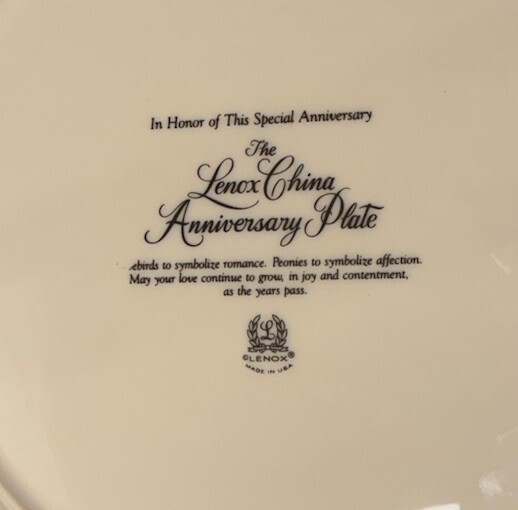 In Honor of This Special Anniversary
The
Lenox China
Anniversary Plate
ebirds to symbolize romance. Peonies to symbolize affection.
May your love continue to grow, in joy and contentment,
as the years pass.
L
©LENOX®
MADE IN USA